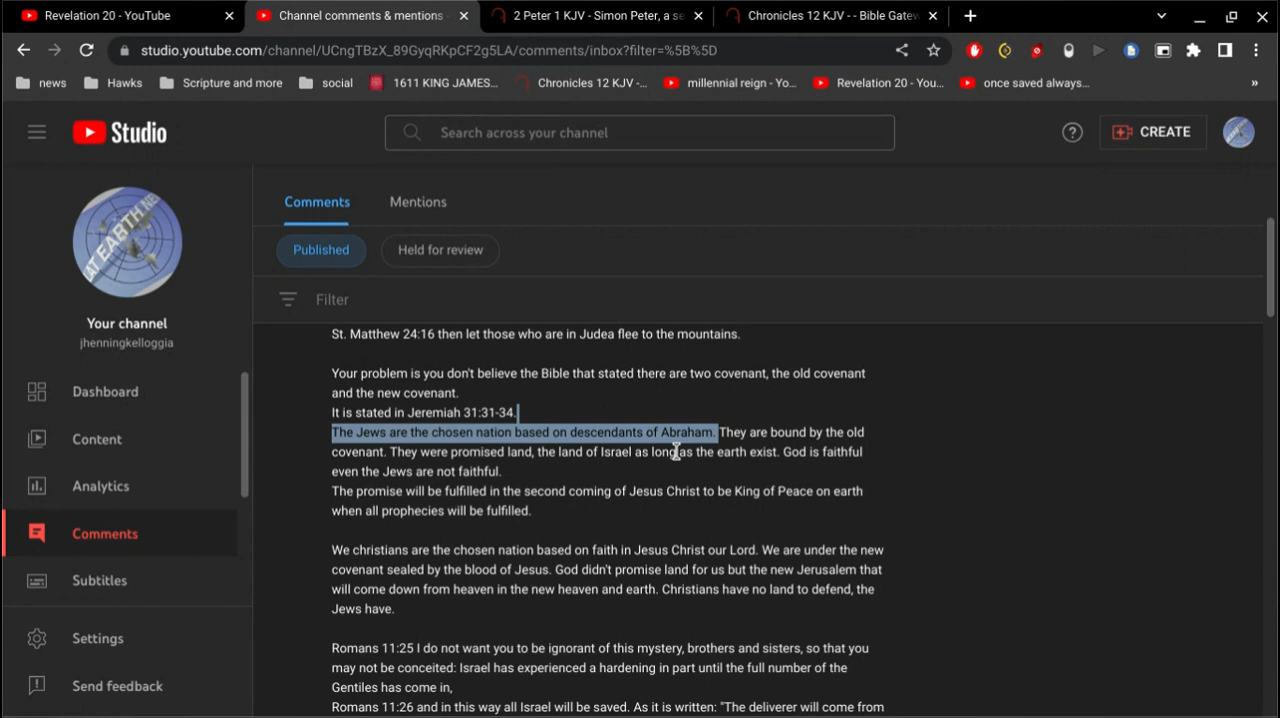 Revelation 20 - YouTube
Channel comments & mentions -
2 Peter 1 KJV - Simon Peter, a se
Chronicles 12 KJV - - Bible Gatew
studio.youtube.com/channel/UCngTBzX_89GyqRKpCF2g5LA/comments/inbox?filter=%5B%5D
news
Hawks
Scripture and more
social
1611 KING JAMES...
Chronicles 12 KJV -...
millennial reign - Yo...
Revelation 20 - You...
once saved always...
»
Studio
Search across your channel
CREATE
AT EARTH NE
Your channel
jhenningkelloggia
Dashboard
Content
Analytics
Comments
Subtitles
Settings
Send feedback
Comments
Mentions
Published
Held for review
Filter
St. Matthew 24:16 then let those who are in Judea flee to the mountains.
Your problem is you don't believe the Bible that stated there are two covenant, the old covenant
and the new covenant.
It is stated in Jeremiah 31:31-34.
The Jews are the chosen nation based on descendants of Abraham. They are bound by the old
covenant. They were promised land, the land of Israel as long as the earth exist. God is faithful
even the Jews are not faithful.
The promise will be fulfilled in the second coming of Jesus Christ to be King of Peace on earth
when all prophecies will be fulfilled.
We christians are the chosen nation based on faith in Jesus Christ our Lord. We are under the new
covenant sealed by the blood of Jesus. God didn't promise land for us but the new Jerusalem that
will come down from heaven in the new heaven and earth. Christians have no land to defend, the
Jews have.
Romans 11:25 I do not want you to be ignorant of this mystery, brothers and sisters, so that you
may not be conceited: Israel has experienced a hardening in part until the full number of the
Gentiles has come in,
Romans 11:26 and in this way all Israel will be saved. As it is written: "The deliverer will come from